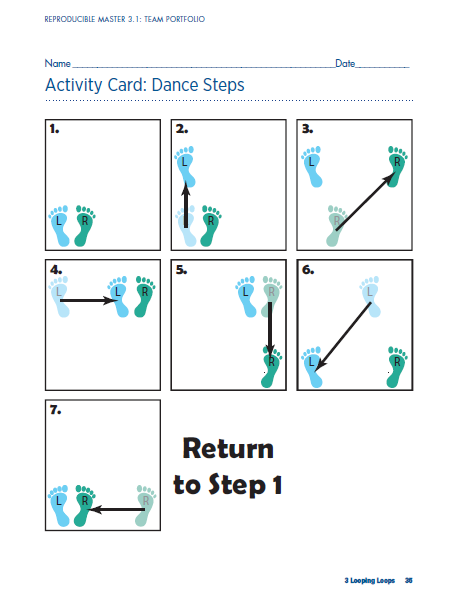 REPRODUCIBLE MASTER 3.1: TEAM PORTFOLIO
Name Date
Activity Card: Dance Steps
1.
L R
2.
L
L R
3.
L R
R
4.
L L R
5.
L R
R
6.
L
L R
7.
L R R
Return
to Step 1
3 Looping Loops 35